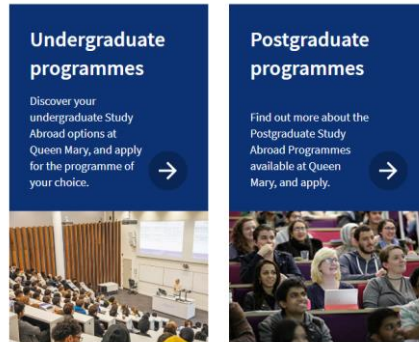 Undergraduate
programmes
Discover your
undergraduate Study
Abroad options at
Queen Mary, and apply
for the programme of
your choice.
Postgraduate
programmes
Find out more about the
Postgraduate Study
Abroad Programmes
available at Queen
Mary, and apply.